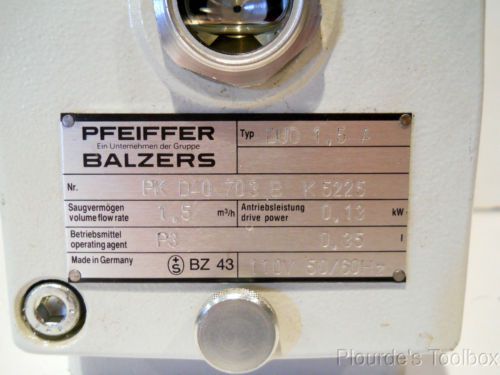 PFEIFFER
Ein Unternehmen der Gruppe
BALZERS
Typ DUO 1,5 A
Nr. PK D-0 703 B K 5225
Saugvermögen
volume flow rate 1,5 m³/h
Antriebsleistung
drive power 0,13 kW
Betriebsmittel
operating agent P3 0,35 l
Made in Germany
+S BZ 43 110V 50/60Hz
Plourde's Toolbox